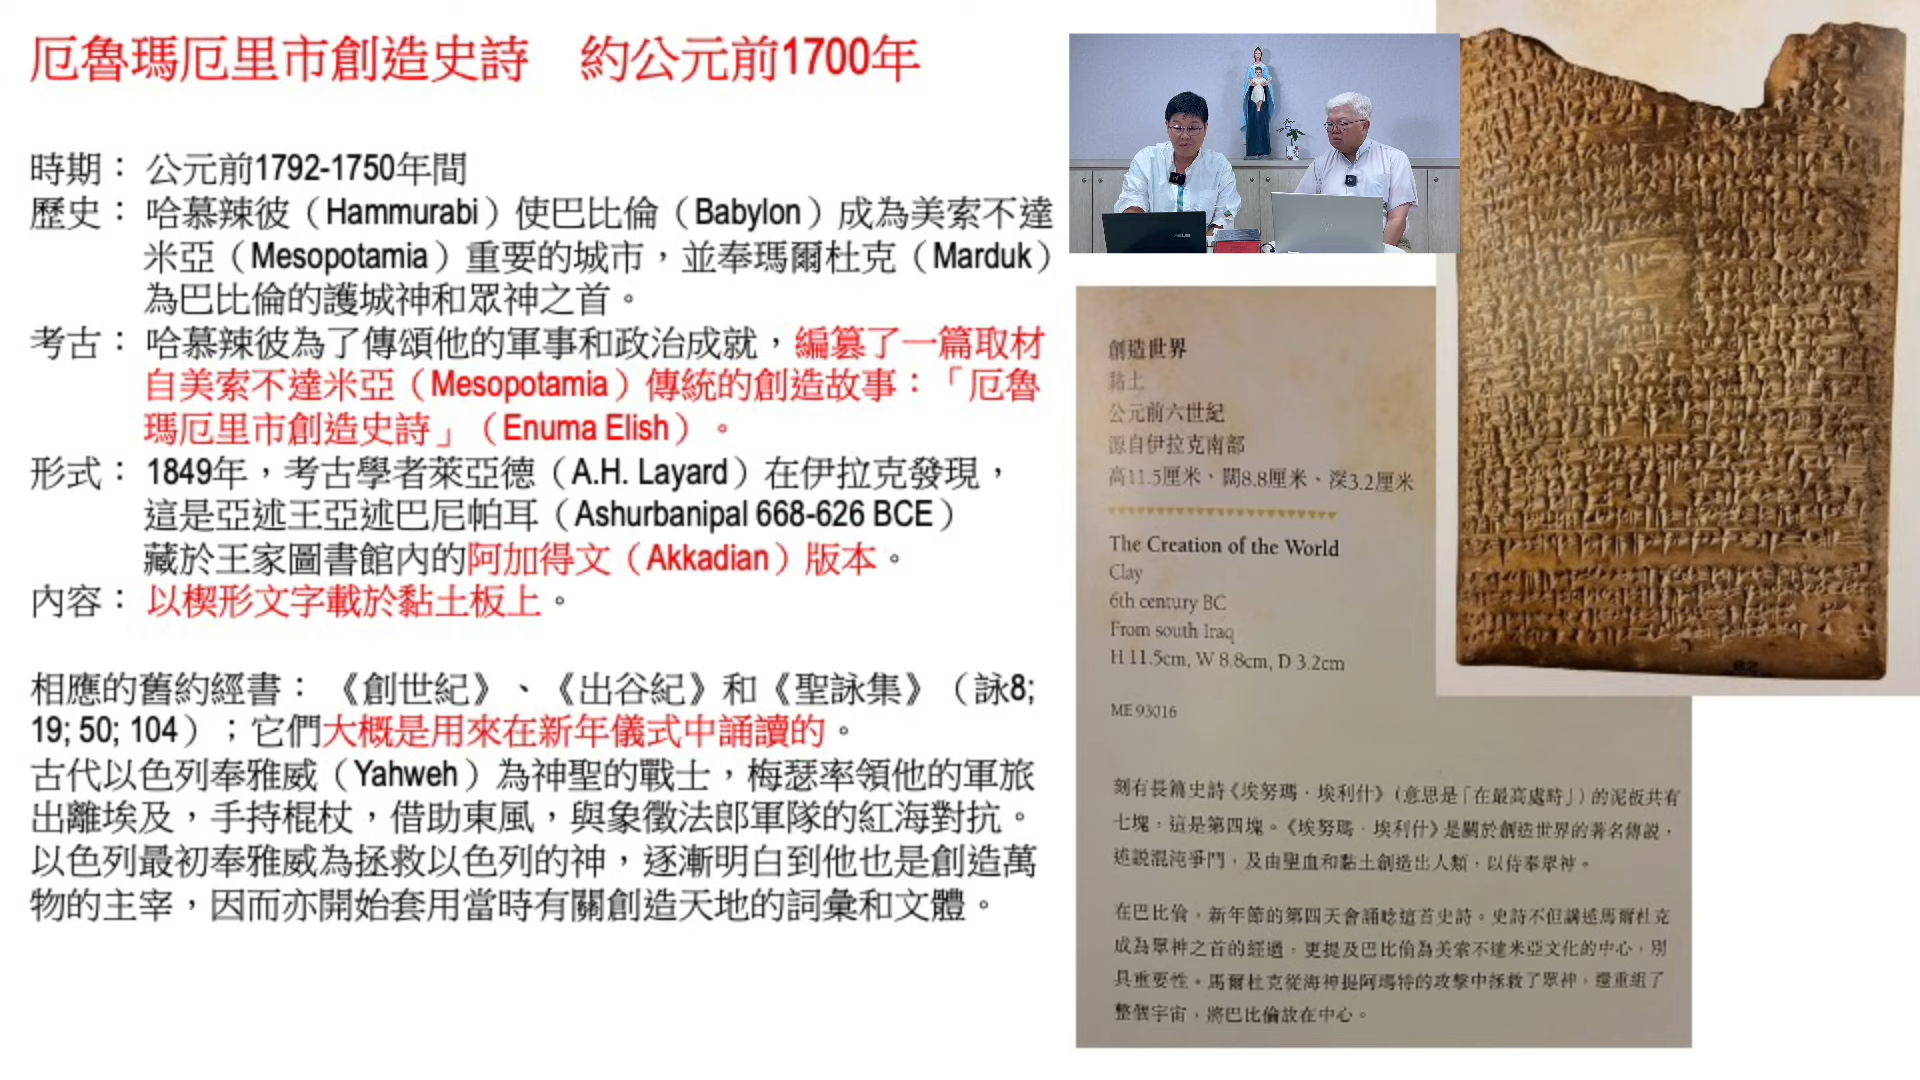 厄魯瑪厄里市創造史詩　約公元前1700年
時期： 公元前1792-1750年間
歷史： 哈慕辣彼（Hammurabi）使巴比倫（Babylon）成為美索不達
米亞（Mesopotamia）重要的城市，並奉瑪爾杜克（Marduk）
為巴比倫的護城神和眾神之首。
考古： 哈慕辣彼為了傳頌他的軍事和政治成就，編篡了一篇取材
自美索不達米亞（Mesopotamia）傳統的創造故事：「厄魯
瑪厄里市創造史詩」（Enuma Elish）。
形式： 1849年，考古學者萊亞德（A.H. Layard）在伊拉克發現，
這是亞述王亞述巴尼帕耳（Ashurbanipal 668-626 BCE）
藏於王家圖書館內的阿加得文（Akkadian）版本。
內容： 以楔形文字載於黏土板上。
相應的舊約經書： 《創世紀》、《出谷紀》和《聖詠集》（詠8;
19; 50; 104）；它們大概是用來在新年儀式中誦讀的。
古代以色列奉雅威（Yahweh）為神聖的戰士，梅瑟率領他的軍旅
出離埃及，手持棍杖，借助東風，與象徵法郎軍隊的紅海對抗。
以色列最初奉雅威為拯救以色列的神，逐漸明白到他也是創造萬
物的主宰，因而亦開始套用當時有關創造天地的詞彙和文體。
創造世界
黏土
公元前六世紀
源自伊拉克南部
高11.5厘米、闊8.8厘米、深3.2厘米
The Creation of the World
Clay
6th century BC
From south Iraq
H 11.5cm, W 8.8cm, D 3.2cm
ME 93016
刻有長篇史詩《埃努瑪．埃利什》（意思是「在最高處時」）的泥板共有
七塊，這是第四塊。《埃努瑪．埃利什》是關於創造世界的著名傳説，
述説混沌爭鬥，及由聖血和黏土創造出人類，以侍奉眾神。
在巴比倫，新年節的第四天會誦唸這首史詩。史詩不但講述馬爾杜克
成為眾神之首的經過，更提及巴比倫為美索不達米亞文化的中心，別
具重要性。馬爾杜克從海神提阿瑪特的攻擊中拯救了眾神，還重組了
整個宇宙，將巴比倫放在中心。